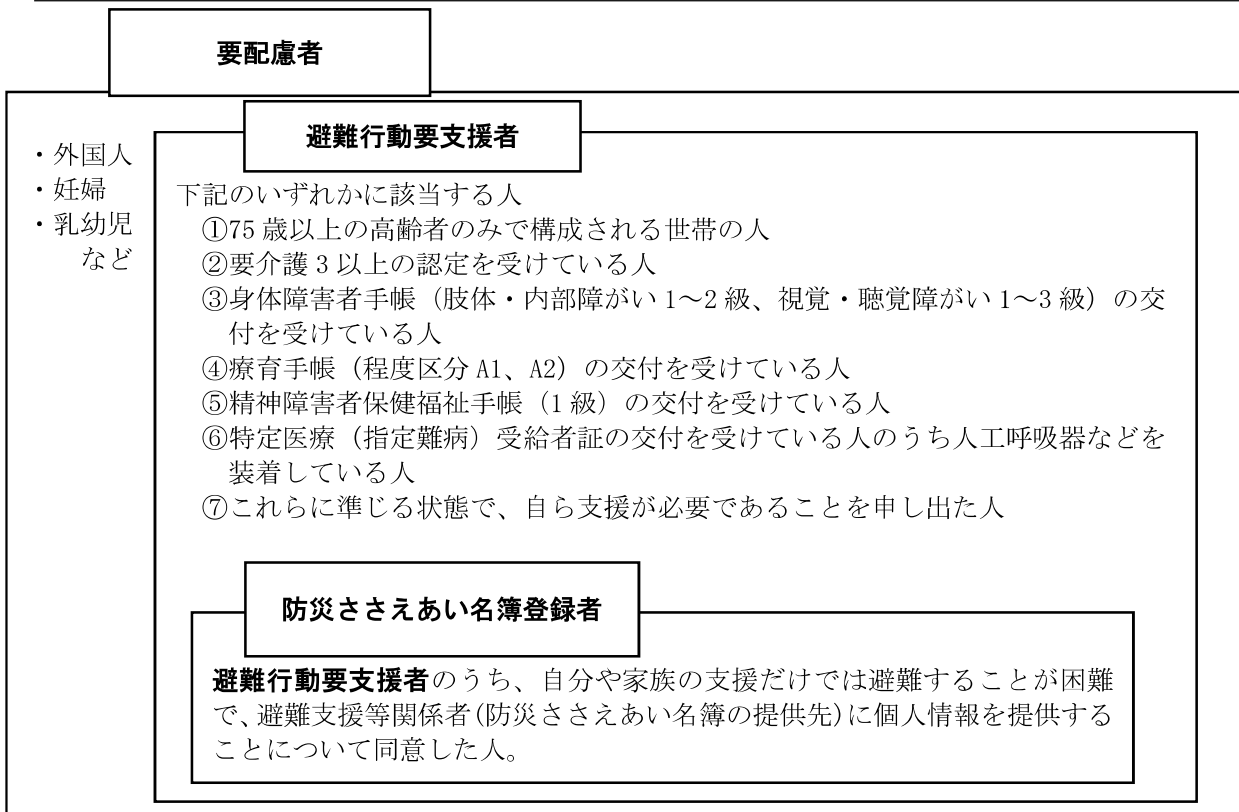 要配慮者
避難行動要支援者
・外国人
・妊婦
・乳幼児
など
下記のいずれかに該当する人
①75歳以上の高齢者のみで構成される世帯の人
②要介護3以上の認定を受けている人
③身体障害者手帳（肢体・内部障がい1～2級、視覚・聴覚障がい1～3級）の交
付を受けている人
④療育手帳（程度区分A1、A2）の交付を受けている人
⑤精神障害者保健福祉手帳（1級）の交付を受けている人
⑥特定医療（指定難病）受給者証の交付を受けている人のうち人工呼吸器などを
装着している人
⑦これらに準じる状態で、自ら支援が必要であることを申し出た人
防災ささえあい名簿登録者
避難行動要支援者のうち、自分や家族の支援だけでは避難することが困難
で、避難支援等関係者(防災ささえあい名簿の提供先)に個人情報を提供する
ことについて同意した人。